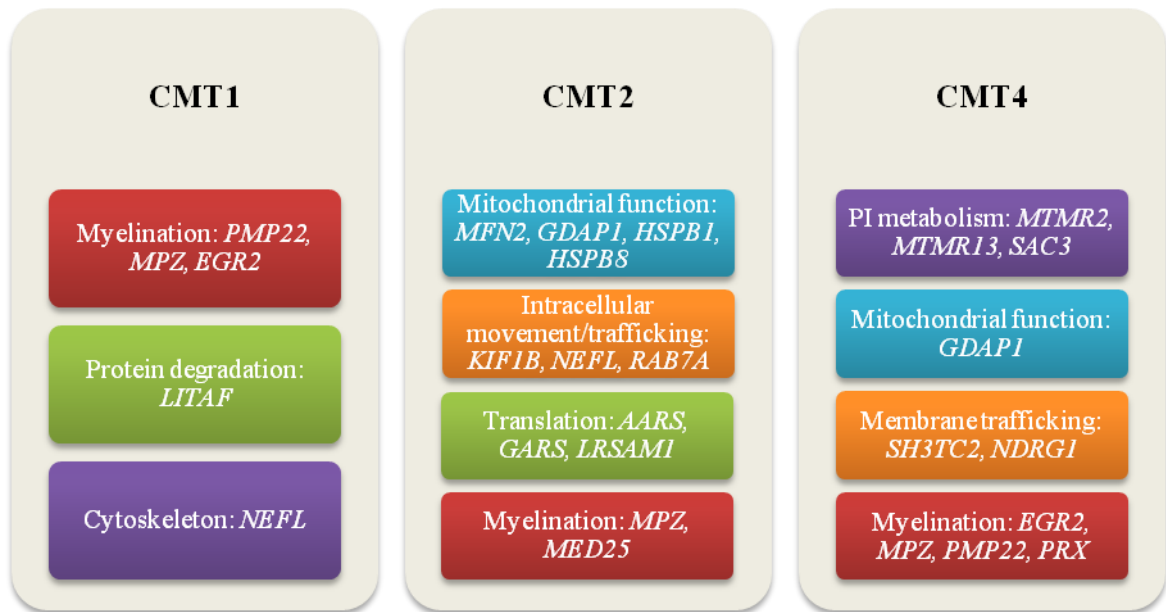 CMT1
Myelination: PMP22,
MPZ, EGR2
Protein degradation:
LITAF
Cytoskeleton: NEFL
CMT2
Mitochondrial function:
MFN2, GDAP1, HSPB1,
HSPB8
Intracellular
movement/trafficking:
KIF1B, NEFL, RAB7A
Translation: AARS,
GARS, LRSAM1
Myelination: MPZ,
MED25
CMT4
PI metabolism: MTMR2,
MTMR13, SAC3
Mitochondrial function:
GDAP1
Membrane trafficking:
SH3TC2, NDRG1
Myelination: EGR2,
MPZ, PMP22, PRX